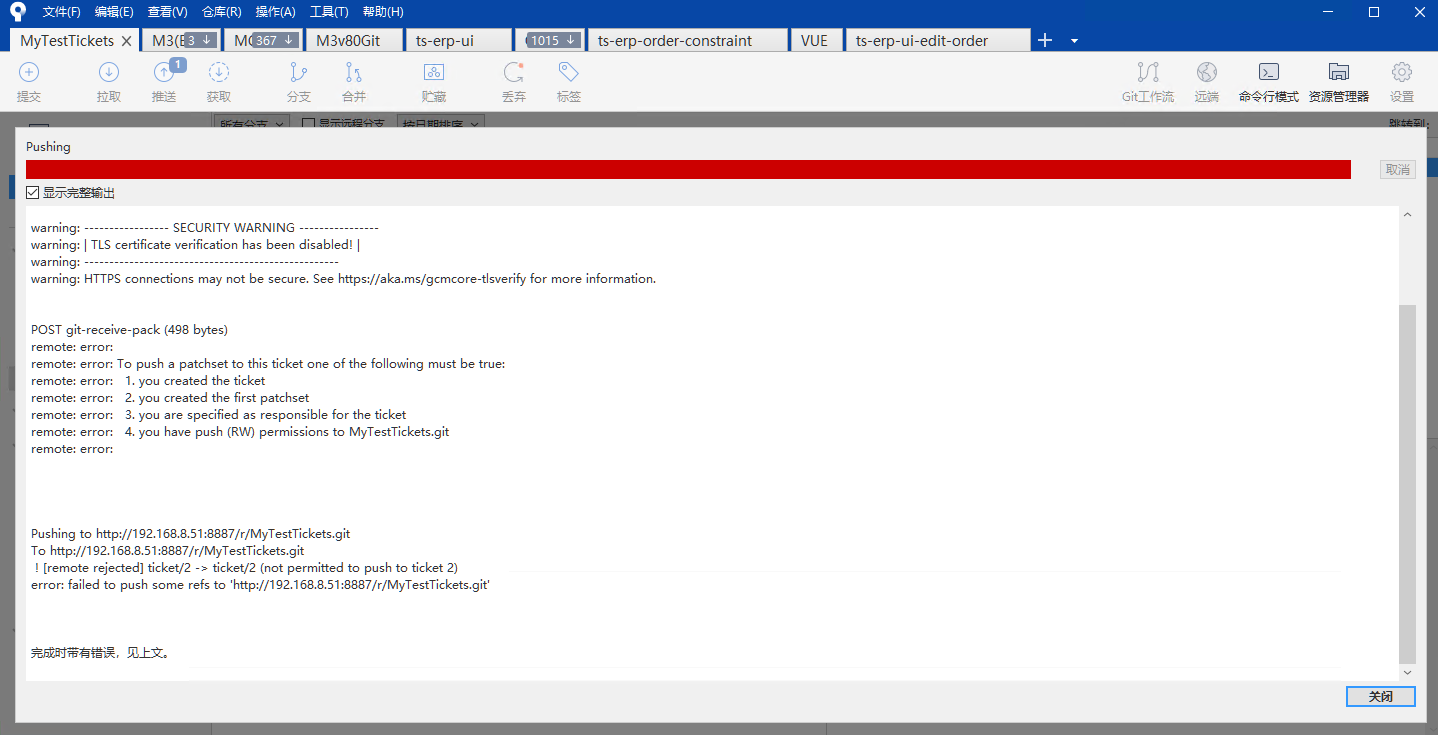 文件(F) 编辑(E) 查看(V) 仓库(R) 操作(A) 工具(T) 帮助(H)
MyTestTickets M3(E 3 367 M3v80Git ts-erp-ui 1015 ts-erp-order-constraint VUE ts-erp-ui-edit-order
1
提交 拉取 推送 获取 分支 合并 贮藏 丢弃 标签 Git工作流 远端 命令行模式 资源管理器 设置
所有分支 显示远程分支 按日期排序 跳转到:
Pushing
取消
显示完整输出
warning: ----------------- SECURITY WARNING ----------------
warning: | TLS certificate verification has been disabled! |
warning: ---------------------------------------------------
warning: HTTPS connections may not be secure. See https://aka.ms/gcmcore-tlsverify for more information.
POST git-receive-pack (498 bytes)
remote: error:
remote: error: To push a patchset to this ticket one of the following must be true:
remote: error: 1. you created the ticket
remote: error: 2. you created the first patchset
remote: error: 3. you are specified as responsible for the ticket
remote: error: 4. you have push (RW) permissions to MyTestTickets.git
remote: error:
Pushing to http://192.168.8.51:8887/r/MyTestTickets.git
To http://192.168.8.51:8887/r/MyTestTickets.git
! [remote rejected] ticket/2 -> ticket/2 (not permitted to push to ticket 2)
error: failed to push some refs to 'http://192.168.8.51:8887/r/MyTestTickets.git'
完成时带有错误，见上文。
关闭